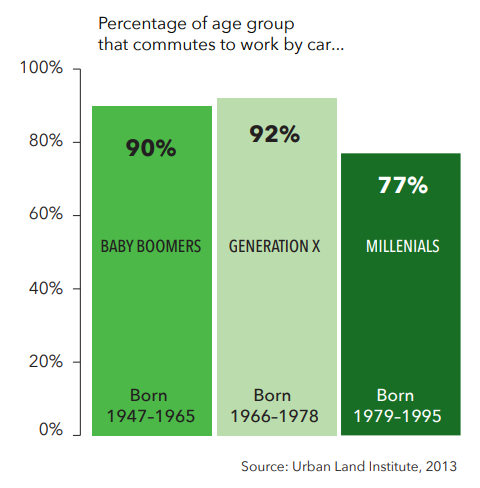 Percentage of age group
that commutes to work by car...
100%
80%
60%
40%
20%
0%
90%
BABY BOOMERS
Born
1947–1965
92%
GENERATION X
Born
1966–1978
77%
MILLENIALS
Born
1979–1995
Source: Urban Land Institute, 2013